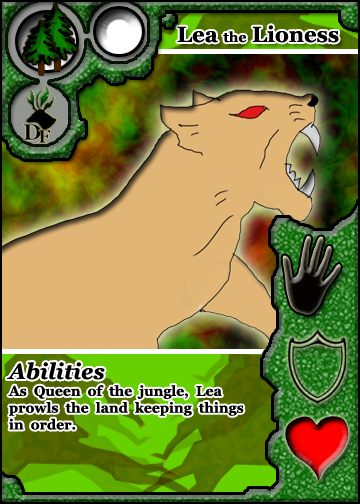 Lea the Lioness
DF
Abilities
As Queen of the jungle, Lea
prowls the land keeping things
in order.